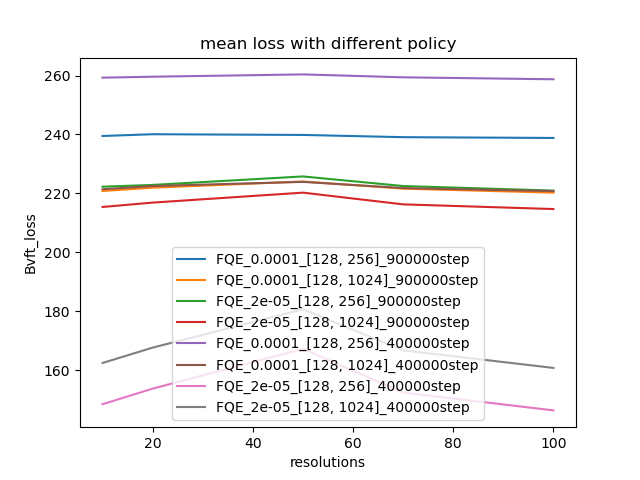 mean loss with different policy
260
240
220
200
180
160
Bvft_loss
FQE_0.0001_[128, 256]_900000step
FQE_0.0001_[128, 1024]_900000step
FQE_2e-05_[128, 256]_900000step
FQE_2e-05_[128, 1024]_900000step
FQE_0.0001_[128, 256]_400000step
FQE_0.0001_[128, 1024]_400000step
FQE_2e-05_[128, 256]_400000step
FQE_2e-05_[128, 1024]_400000step
20 40 60 80 100
resolutions